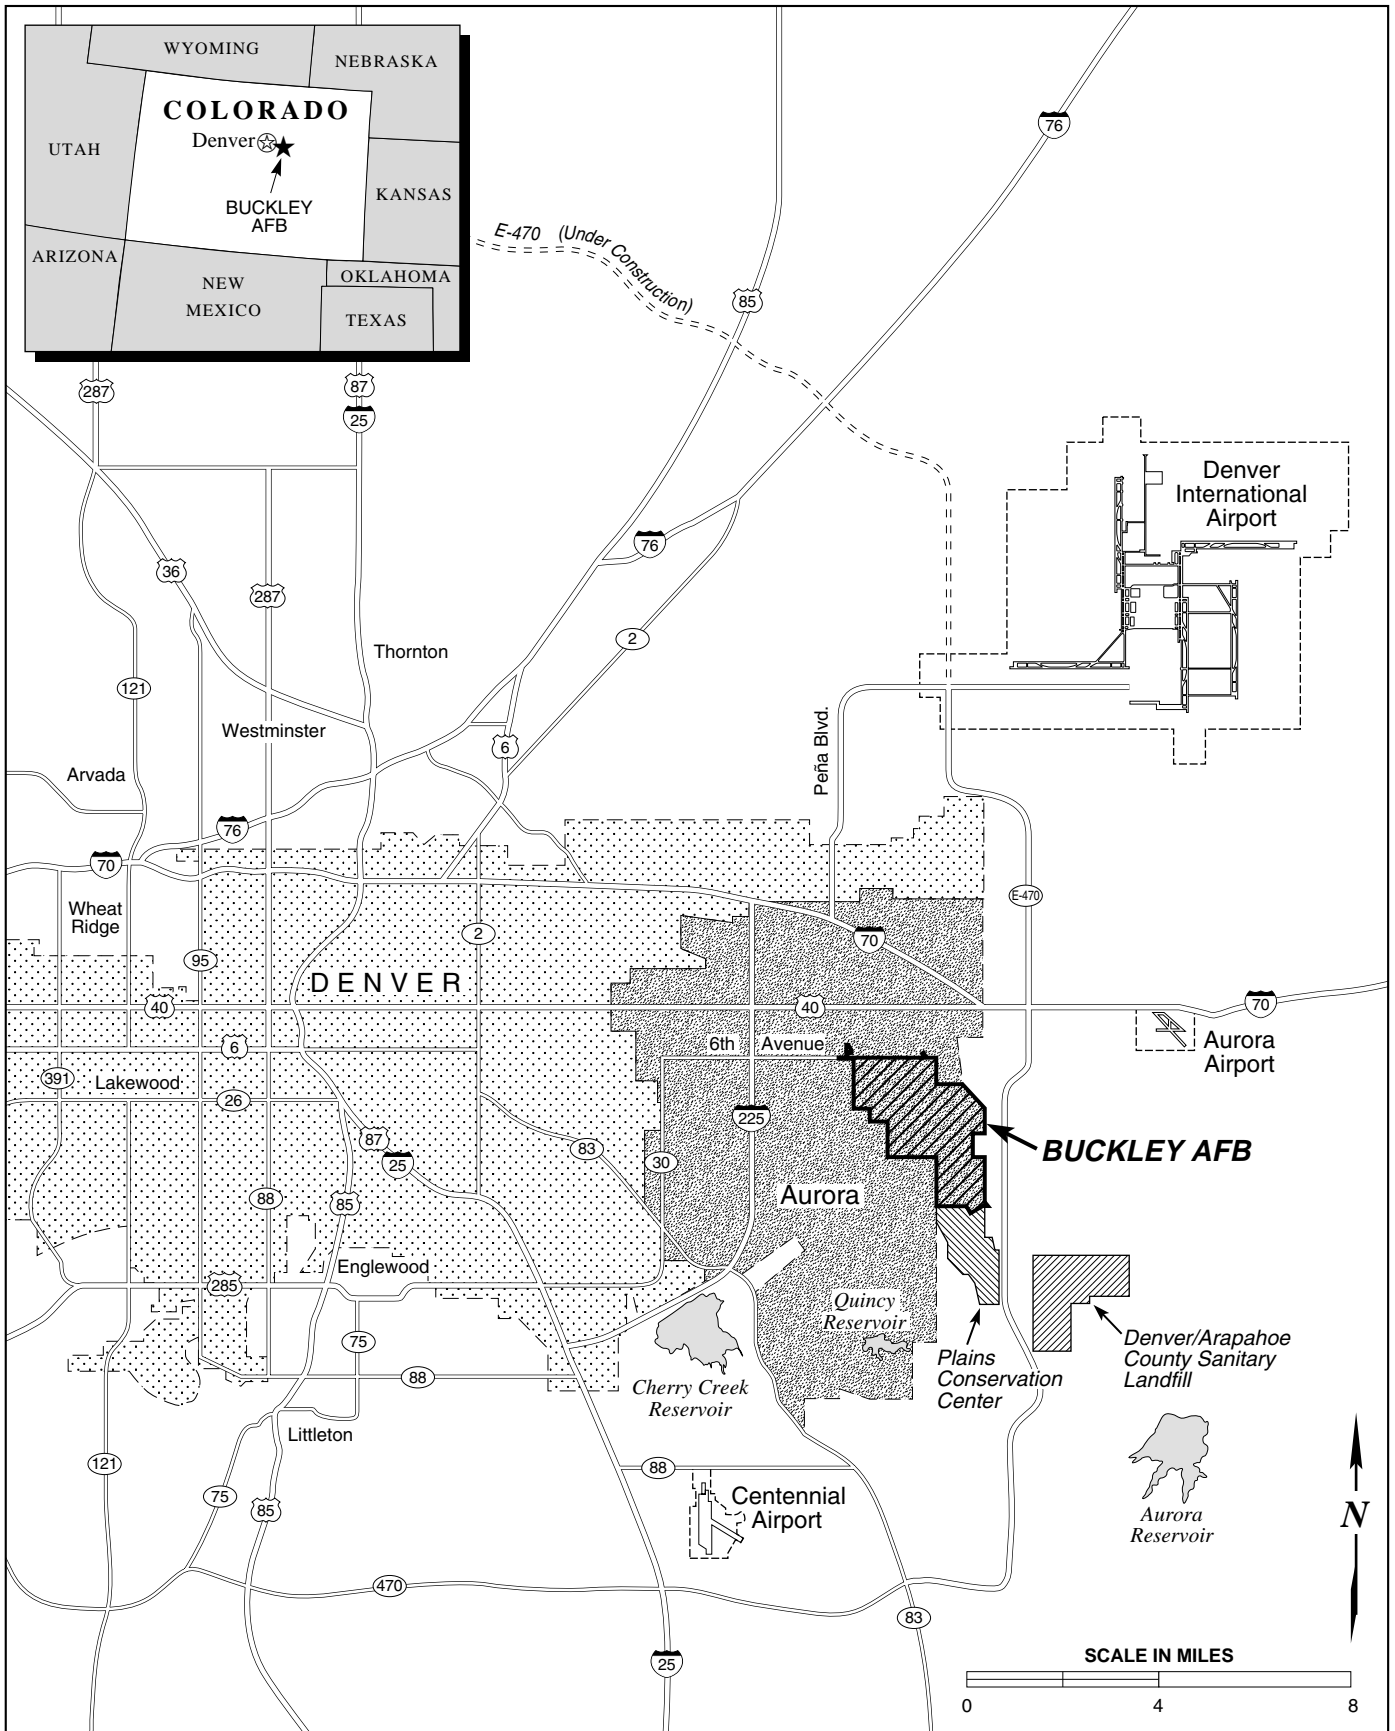 WYOMING
NEBRASKA
COLORADO
Denver
UTAH
KANSAS
BUCKLEY
AFB
ARIZONA
NEW
MEXICO
OKLAHOMA
TEXAS
E-470 (Under Construction)
76
85
287
87
25
Denver
International
Airport
76
36
287
2
Thornton
121
Westminster
6
Peña Blvd.
Arvada
76
70
E-470
Wheat
Ridge
2
70
95
DENVER
40
40
70
6
6th Avenue
Aurora
Airport
391
Lakewood
26
225
87
83
25
30
BUCKLEY AFB
88
85
Aurora
Englewood
285
Quincy
Reservoir
75
Plains
Conservation
Center
Denver/Arapahoe
County Sanitary
Landfill
88
Cherry Creek
Reservoir
Littleton
121
88
75
85
Centennial
Airport
Aurora
Reservoir
N
470
83
25
SCALE IN MILES
0 4 8